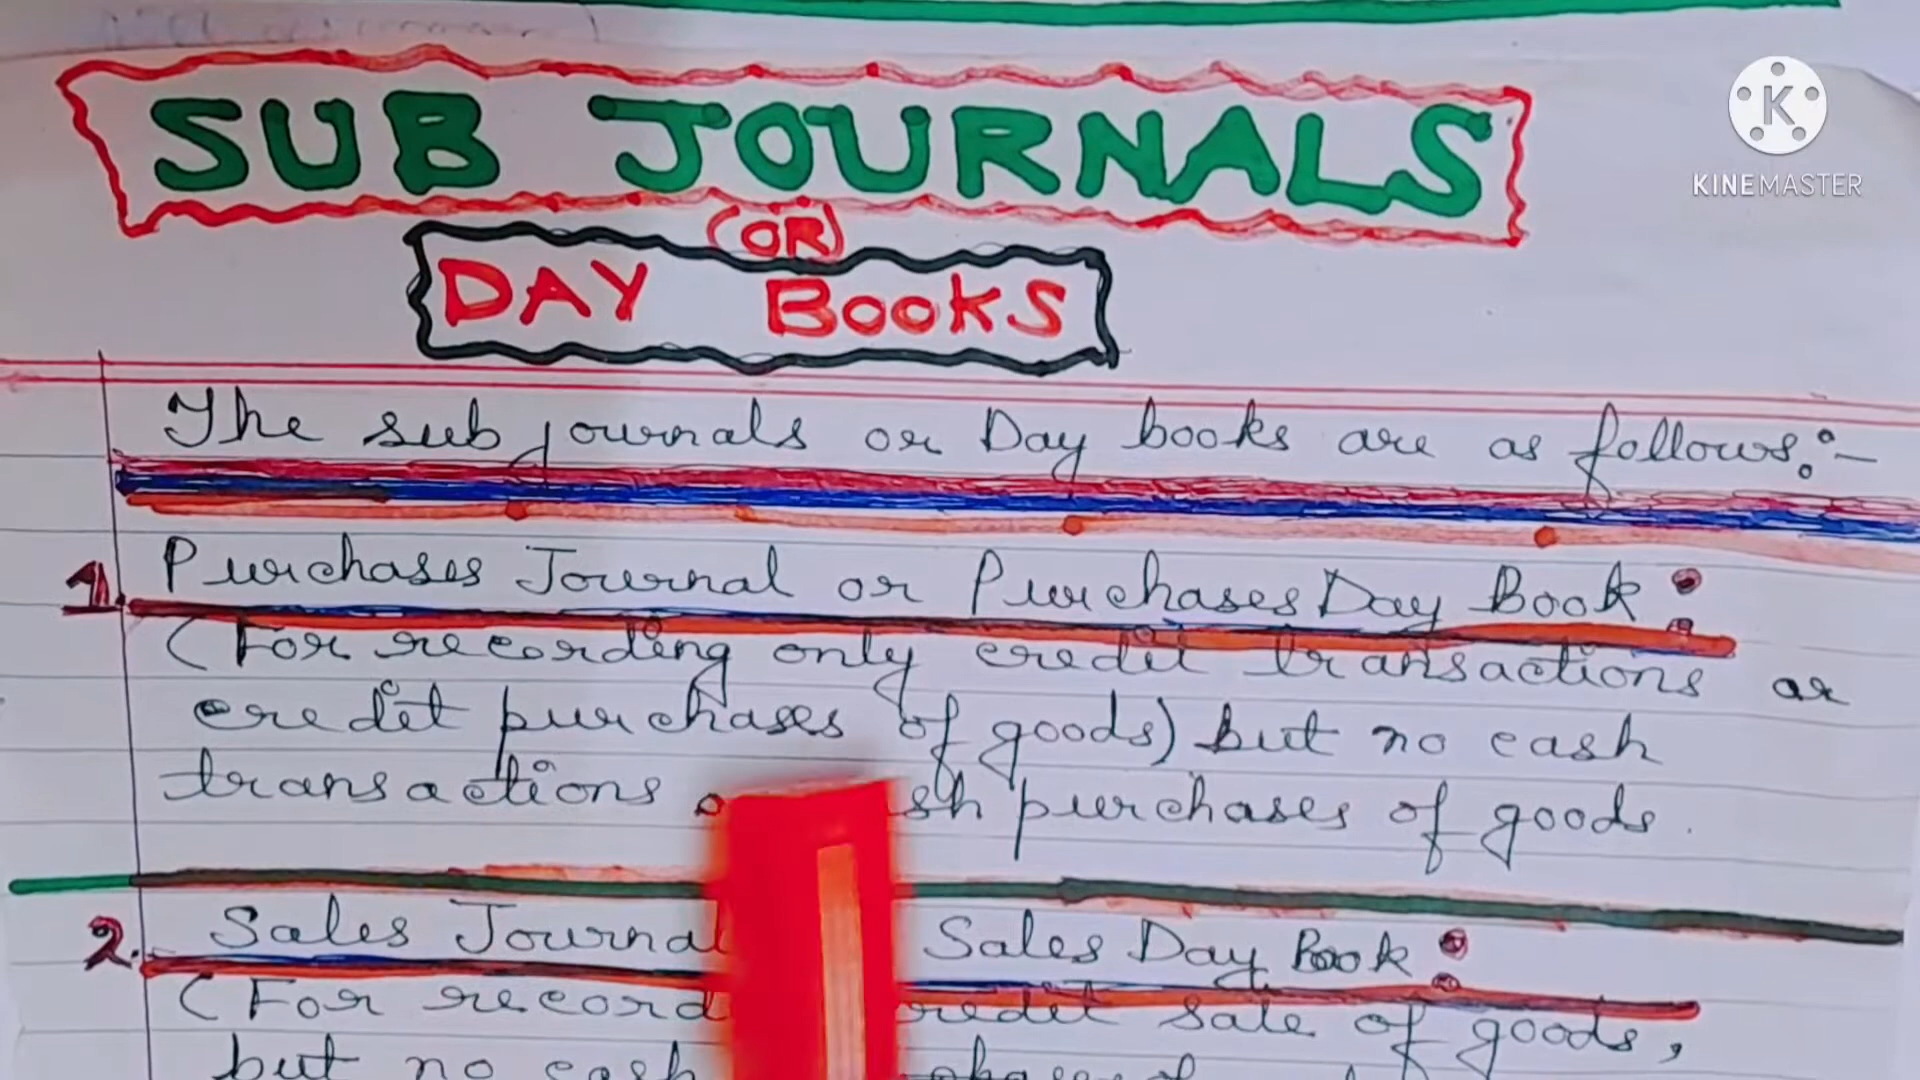 SUB JOURNALS
(OR)
DAY BOOKS
KINEMASTER
The sub journals or Day books are as follows:-
1. Purchases Journal or Purchases Day Book:
(For recording only credit transactions or
credit purchases of goods) but no cash
transactions purchases of goods.
2. Sales Journal Sales Day Book:
(For credit sale of goods,
but no cash